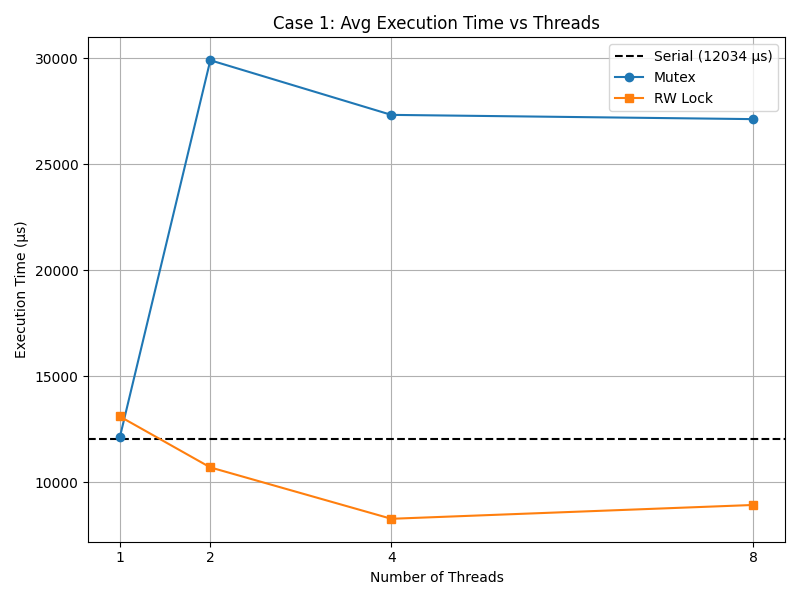 Case 1: Avg Execution Time vs Threads
Serial (12034 µs)
Mutex
RW Lock
Execution Time (µs)
30000
25000
20000
15000
10000
1 2 4 8
Number of Threads